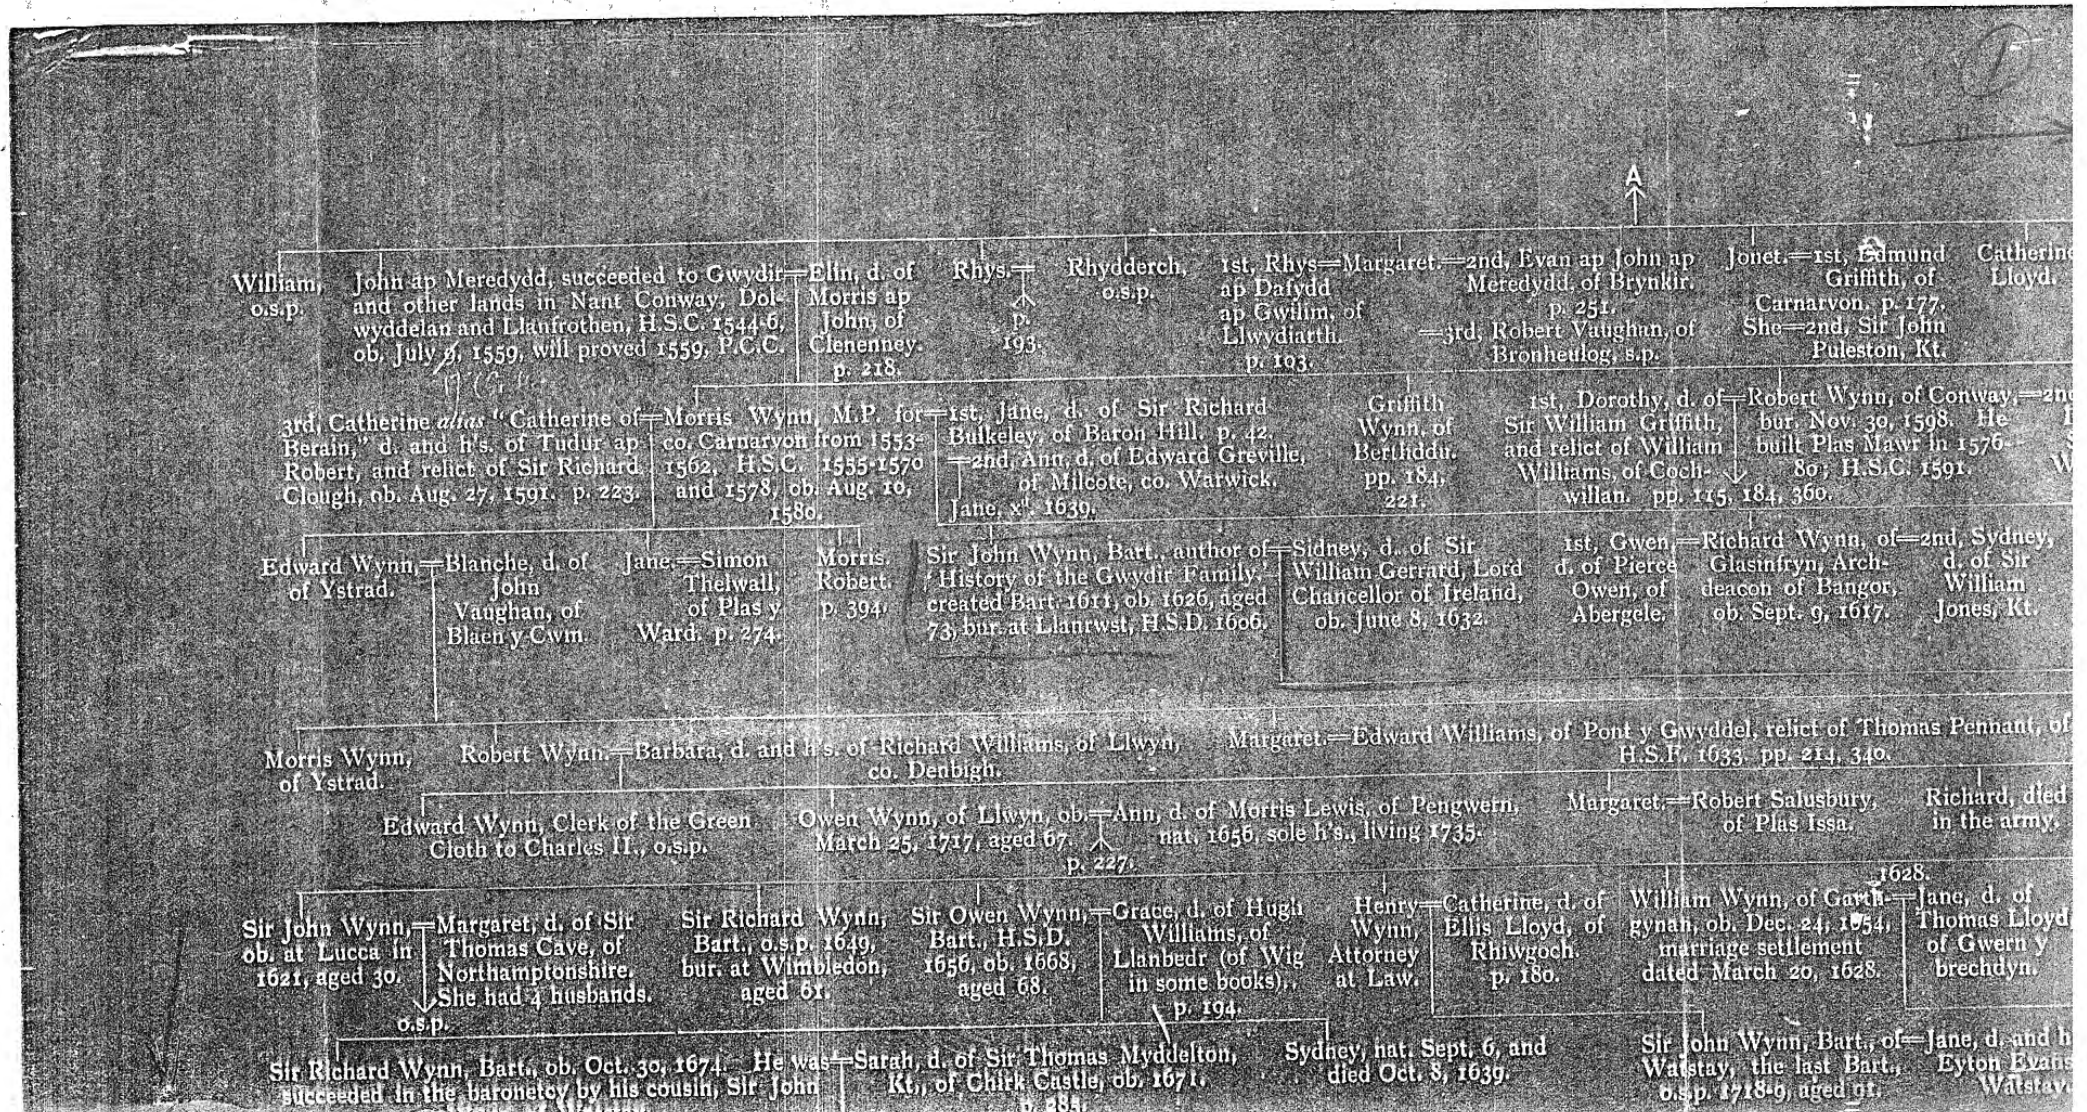 A
William,
o.s.p.
John ap Meredydd, succeeded to Gwydir=
and other lands in Nant Conway, Dol-
wyddelan and Llanfrothen, H.S.C. 1544-6,
ob. July 9, 1559, will proved 1559, P.C.C.
Elin, d. of
Morris ap
John, of
Clenenney.
p. 218.
Rhys.=
p.
193.
Rhydderch,
o.s.p.
1st, Rhys=Margaret.=2nd, Evan ap John ap
ap Dafydd
ap Gwilim, of
Llwydiarth.
p. 193.
Meredydd, of Brynkir.
p. 251.
=3rd, Robert Vaughan, of
Bronheulog, s.p.
Jonet.=1st, Edmund
Griffith, of
Carnarvon. p. 177.
She=2nd, Sir John
Puleston, Kt.
Catherine
Lloyd.
3rd, Catherine alias "Catherine of=
Berain," d. and h's. of Tudur ap
Robert, and relict of Sir Richard
Clough, ob. Aug. 27, 1591. p. 223.
Morris Wynn, M.P. for=
co. Carnarvon from 1553-
1562, H.S.C. 1555-1570
and 1578, ob. Aug. 10,
1580.
1st, Jane, d. of Sir Richard
Bulkeley, of Baron Hill. p. 42.
=2nd, Ann, d. of Edward Greville,
of Milcote, co. Warwick.
Jane, x". 1639.
Griffith
Wynn, of
Berthddu.
pp. 184,
221.
1st, Dorothy, d. of=
Sir William Griffith,
and relict of William
Williams, of Coch-
willan. pp. 115, 184, 360.
Robert Wynn, of Conway,=2nd
bur. Nov. 30, 1598. He
built Plas Mawr in 1576-
80; H.S.C. 1591.
Edward Wynn,=
of Ystrad.
Blanche, d. of
John
Vaughan, of
Blaen y Cwm
Jane.=Simon
Thelwall,
of Plas y
Ward. p. 274.
Morris.
Robert.
p. 394.
Sir John Wynn, Bart., author of=
'History of the Gwydir Family.'
created Bart. 1611, ob. 1626, aged
73, bur. at Llanrwst, H.S.D. 1606.
Sidney, d. of Sir
William Gerrard, Lord
Chancellor of Ireland,
ob. June 8, 1632.
1st, Gwen,=
d. of Pierce
Owen, of
Abergele.
Richard Wynn, of=
Glasinfryn, Arch-
deacon of Bangor,
ob. Sept. 9, 1617.
2nd, Sydney,
d. of Sir
William
Jones, Kt.
Morris Wynn,
of Ystrad.
Robert Wynn.=Barbara, d. and h's. of Richard Williams, of Llwyn,
co. Denbigh.
Margaret.=Edward Williams, of Pont y Gwyddel, relict of Thomas Pennant, of
H.S.F. 1633. pp. 214, 340.
Edward Wynn, Clerk of the Green
Cloth to Charles II., o.s.p.
Owen Wynn, of Llwyn, ob.=
March 25, 1717, aged 67.
Ann, d. of Morris Lewis, of Pengwern,
nat. 1656, sole h's., living 1735.
p. 227.
Margaret.=Robert Salusbury,
of Plas Issa.
Richard, died
in the army.
Sir John Wynn,=
ob. at Lucca in
1621, aged 30.
o.s.p.
Margaret, d. of Sir
Thomas Cave, of
Northamptonshire.
She had 4 husbands.
Sir Richard Wynn,
Bart., o.s.p. 1649,
bur. at Wimbledon,
aged 61.
Sir Owen Wynn,=
Bart., H.S.D.
1656, ob. 1668,
aged 68.
Grace, d. of Hugh
Williams, of
Llanbedr (of Wig
in some books).
p. 194.
Henry=
Wynn,
Attorney
at Law.
Catherine, d. of
Ellis Lloyd, of
Rhiwgoch.
p. 180.
1628.
William Wynn, of Garth-=
gynan, ob. Dec. 24, 1654,
marriage settlement
dated March 20, 1628.
Jane, d. of
Thomas Lloyd,
of Gwern y
brechdyn.
Sir Richard Wynn, Bart., ob. Oct. 30, 1674. He was=
succeeded in the baronetcy by his cousin, Sir John
Sarah, d. of Sir Thomas Myddelton,
Kt., of Chirk Castle, ob. 1671.
p. 285.
Sydney, nat. Sept. 6, and
died Oct. 8, 1639.
Sir John Wynn, Bart., of=
Watstay, the last Bart.,
o.s.p. 1718-9, aged 91.
Jane, d. and h
Eyton Evans
Watstay.